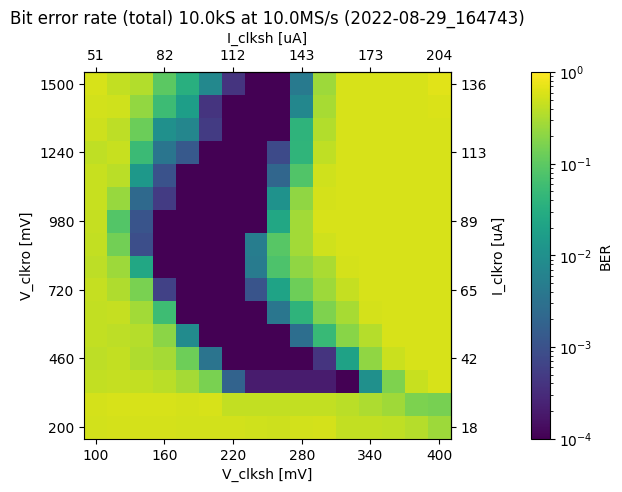 Bit error rate (total) 10.0kS at 10.0MS/s (2022-08-29_164743)
I_clksh [uA]
51 82 112 143 173 204
1500 136 10^0
1240 113 10^-1
980 89
V_clkro [mV] I_clkro [uA] BER
10^-2
720 65
10^-3
460 42
200 18 10^-4
100 160 220 280 340 400
V_clksh [mV]